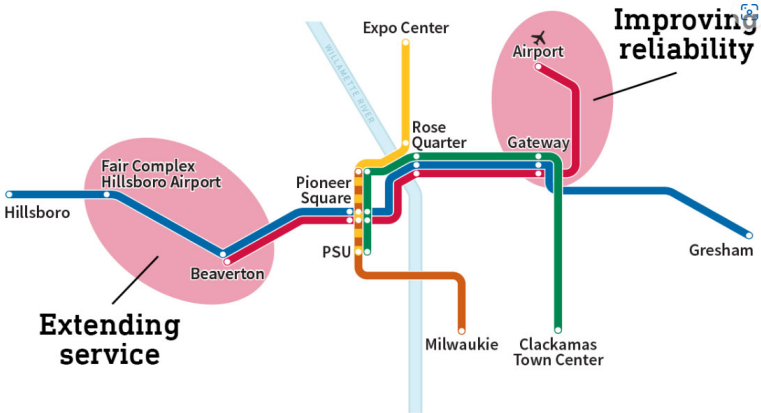 Improving
reliability
Expo Center
Airport
WILLAMETTE RIVER
Rose
Quarter
Gateway
Fair Complex
Hillsboro Airport
Pioneer
Square
Hillsboro
PSU
Gresham
Beaverton
Extending
service
Milwaukie
Clackamas
Town Center